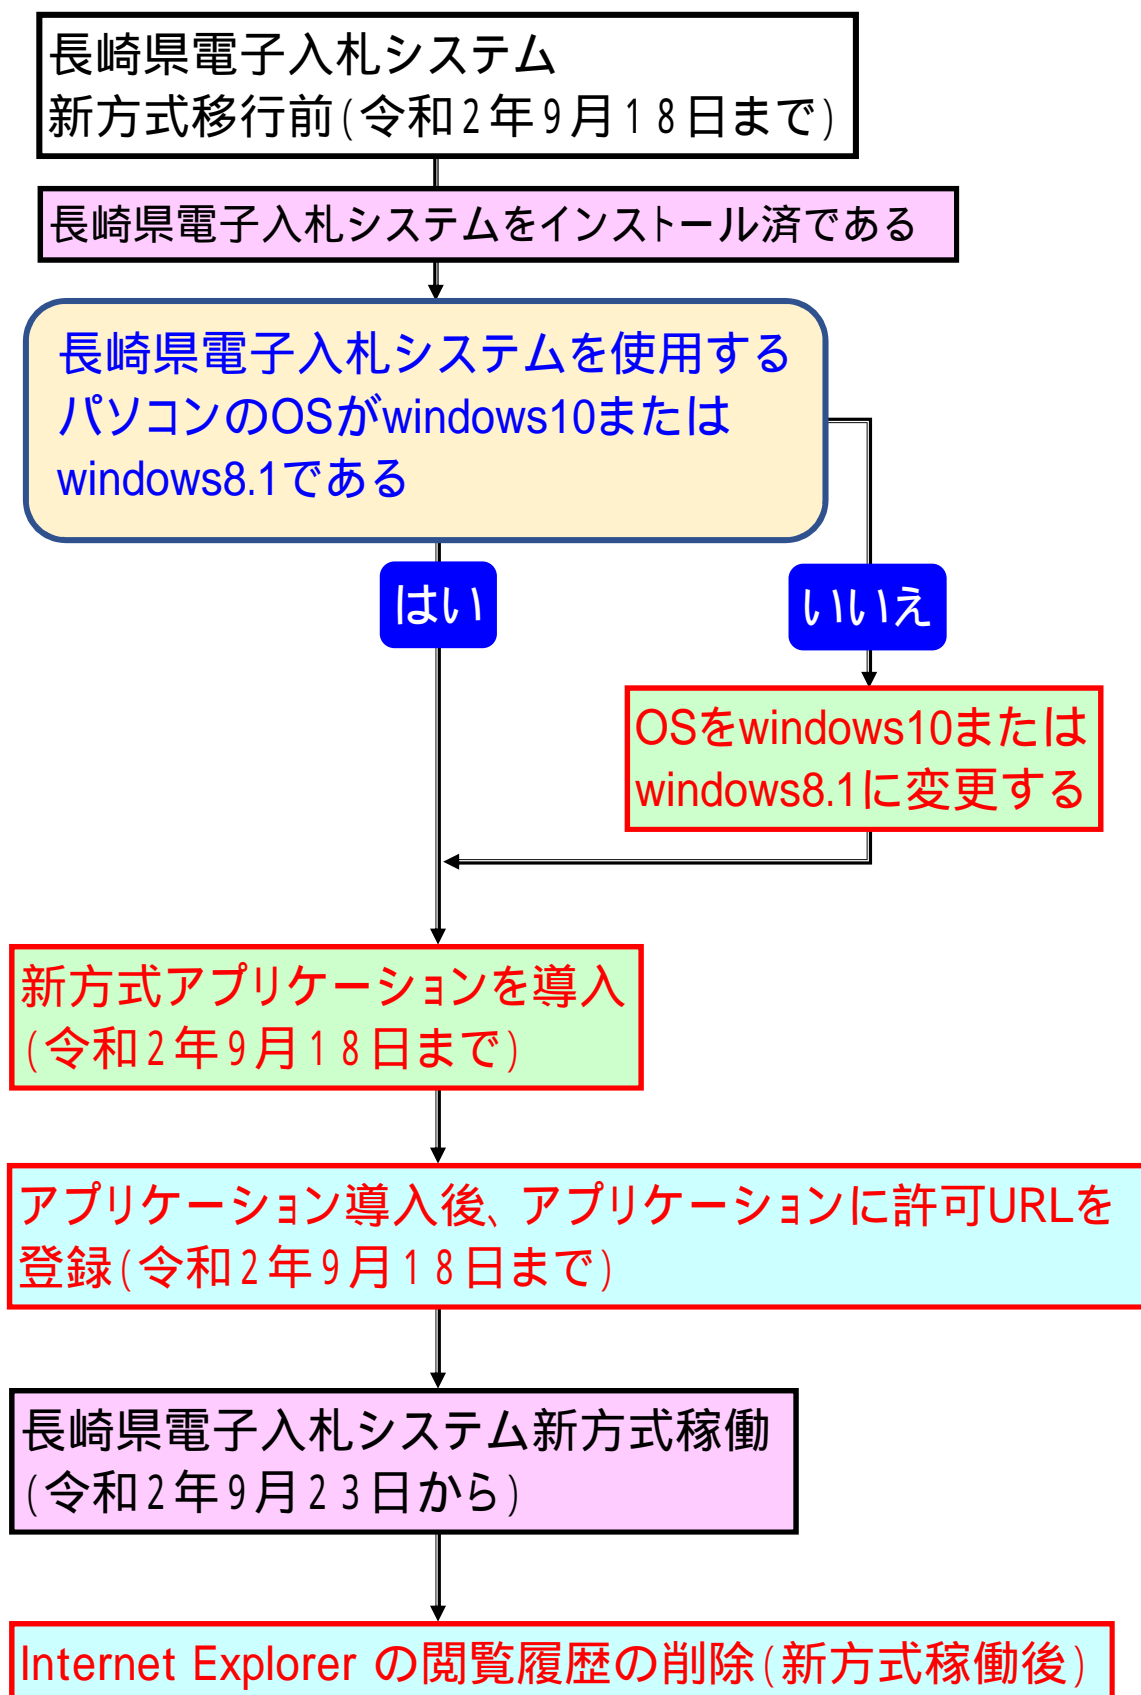 長崎県電子入札システム
新方式移行前(令和2年9月18日まで)
長崎県電子入札システムをインストール済である
長崎県電子入札システムを使用する
パソコンのOSがwindows10または
windows8.1である
はい
いいえ
OSをwindows10または
windows8.1に変更する
新方式アプリケーションを導入
(令和2年9月18日まで)
アプリケーション導入後、アプリケーションに許可URLを
登録(令和2年9月18日まで)
長崎県電子入札システム新方式稼働
(令和2年9月23日から)
Internet Explorer の閲覧履歴の削除(新方式稼働後)